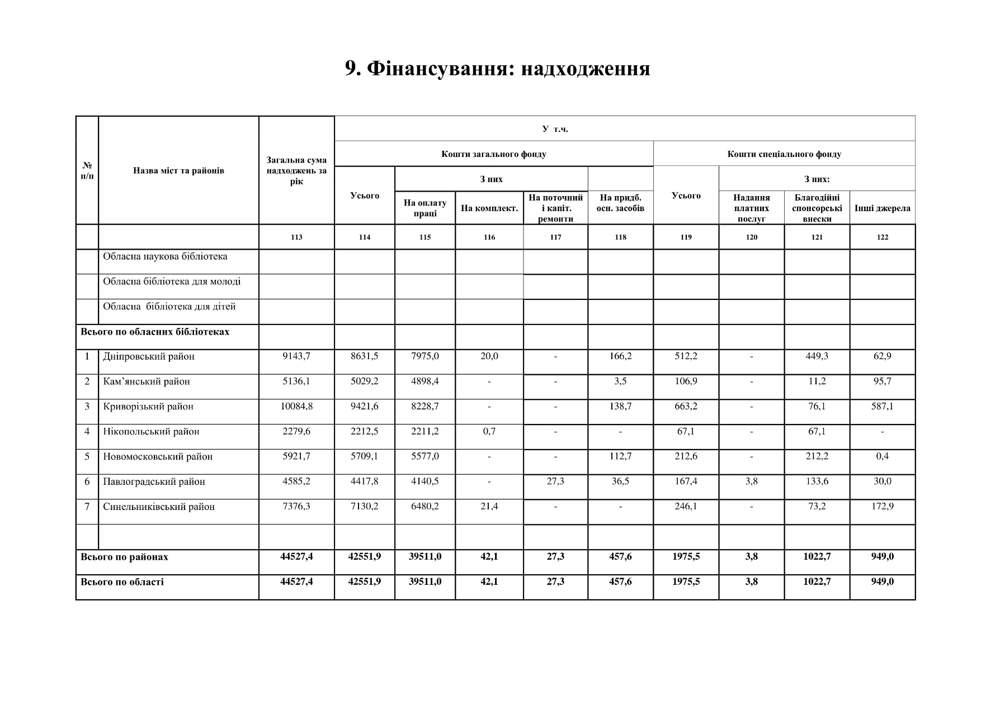 9. Фінансування: надходження
№ п/п
Назва міст та районів
Загальна сума надходжень за рік
У т.ч.
Кошти загального фонду
Кошти спеціального фонду
Усього
З них
Усього
З них:
На оплату праці
На комплект.
На поточний і капіт. ремонти
На придб. осн. засобів
Надання платних послуг
Благодійні спонсорські внески
Інші джерела
113 114 115 116 117 118 119 120 121 122
Обласна наукова бібліотека
Обласна бібліотека для молоді
Обласна бібліотека для дітей
Всього по обласних бібліотеках
1 Дніпровський район 9143,7 8631,5 7975,0 20,0 - 166,2 512,2 - 449,3 62,9
2 Кам’янський район 5136,1 5029,2 4898,4 - - 3,5 106,9 - 11,2 95,7
3 Криворізький район 10084,8 9421,6 8228,7 - - 138,7 663,2 - 76,1 587,1
4 Нікопольський район 2279,6 2212,5 2211,2 0,7 - - 67,1 - 67,1 -
5 Новомосковський район 5921,7 5709,1 5577,0 - - 112,7 212,6 - 212,2 0,4
6 Павлоградський район 4585,2 4417,8 4140,5 - 27,3 36,5 167,4 3,8 133,6 30,0
7 Синельниківський район 7376,3 7130,2 6480,2 21,4 - - 246,1 - 73,2 172,9
Всього по районах 44527,4 42551,9 39511,0 42,1 27,3 457,6 1975,5 3,8 1022,7 949,0
Всього по області 44527,4 42551,9 39511,0 42,1 27,3 457,6 1975,5 3,8 1022,7 949,0